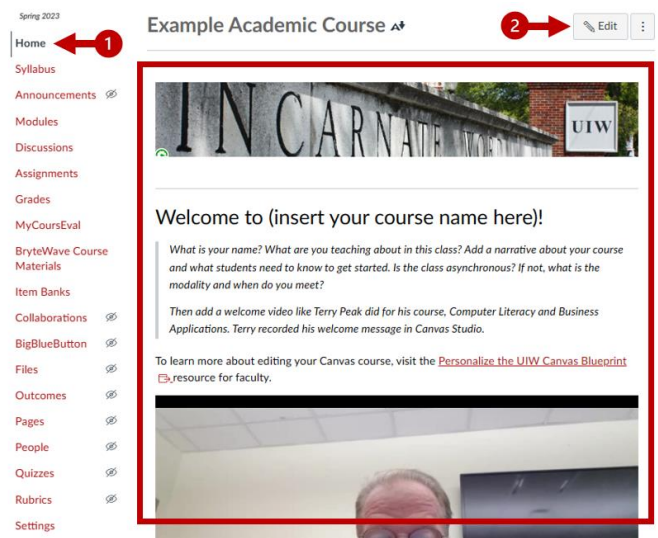 Spring 2023
Home
1
Syllabus
Announcements
Modules
Discussions
Assignments
Grades
MyCoursEval
BryteWave Course
Materials
Item Banks
Collaborations
BigBlueButton
Files
Outcomes
Pages
People
Quizzes
Rubrics
Settings
Example Academic Course
2
Edit
INCARNATE WORD
UIW
Welcome to (insert your course name here)!
What is your name? What are you teaching about in this class? Add a narrative about your course
and what students need to know to get started. Is the class asynchronous? If not, what is the
modality and when do you meet?
Then add a welcome video like Terry Peak did for his course, Computer Literacy and Business
Applications. Terry recorded his welcome message in Canvas Studio.
To learn more about editing your Canvas course, visit the Personalize the UIW Canvas Blueprint
resource for faculty.